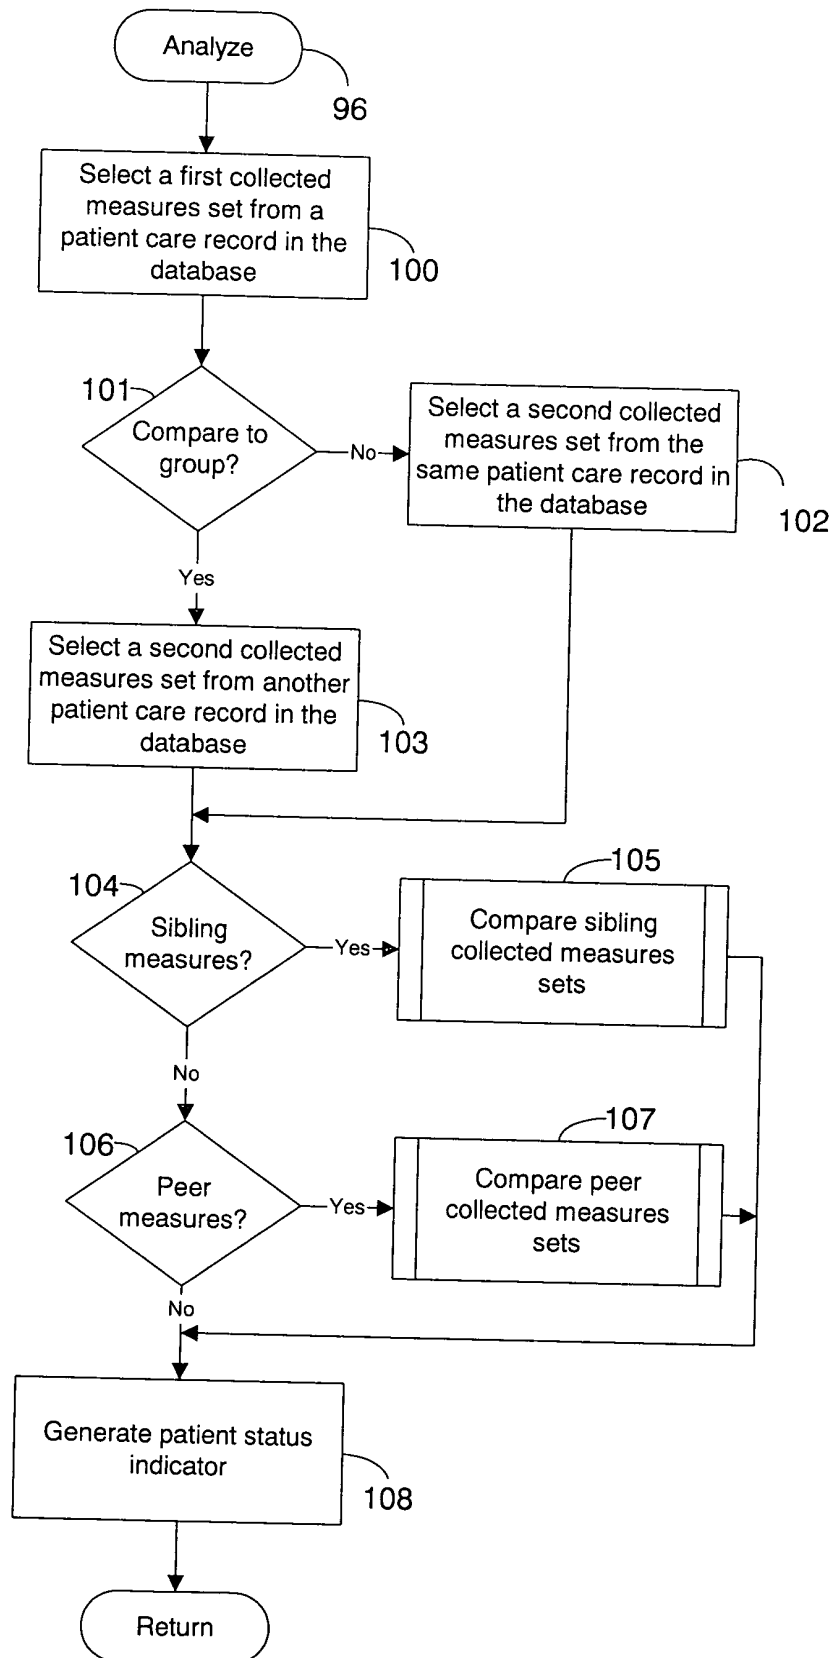 Analyze
96
Select a first collected
measures set from a
patient care record in the
database
100
101
Compare to
group?
No
Select a second collected
measures set from the
same patient care record in
the database
102
Yes
Select a second collected
measures set from another
patient care record in the
database
103
104
Sibling
measures?
Yes
105
Compare sibling
collected measures
sets
No
106
Peer
measures?
Yes
107
Compare peer
collected measures
sets
No
Generate patient status
indicator
108
Return